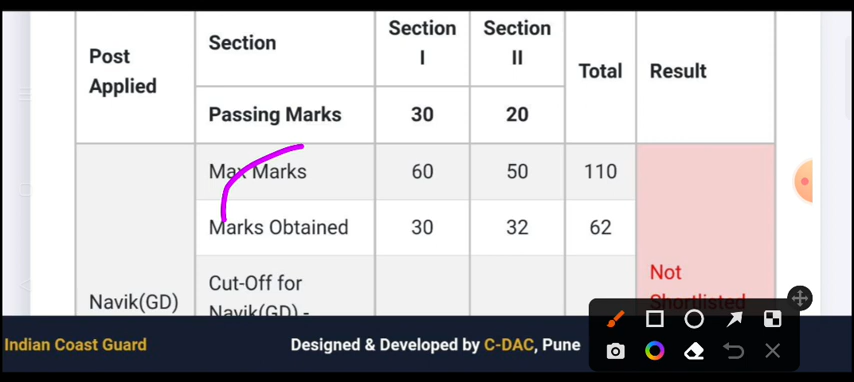 Post Applied
Section
Section I
Section II
Total
Result
Passing Marks
30
20
Max Marks
60
50
110
Marks Obtained
30
32
62
Navik(GD)
Cut-Off for
Navik(GD) -
Not
Shortlisted
Indian Coast Guard
Designed & Developed by C-DAC, Pune